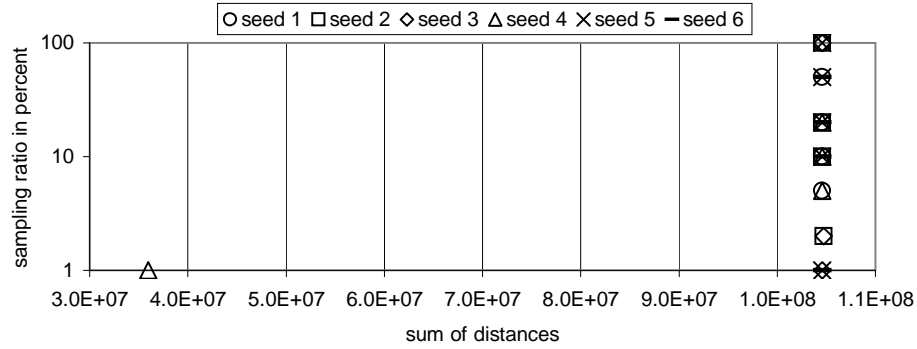 seed 1 seed 2 seed 3 seed 4 seed 5 seed 6
100
10
1
sampling ratio in percent
3.0E+07 4.0E+07 5.0E+07 6.0E+07 7.0E+07 8.0E+07 9.0E+07 1.0E+08 1.1E+08
sum of distances